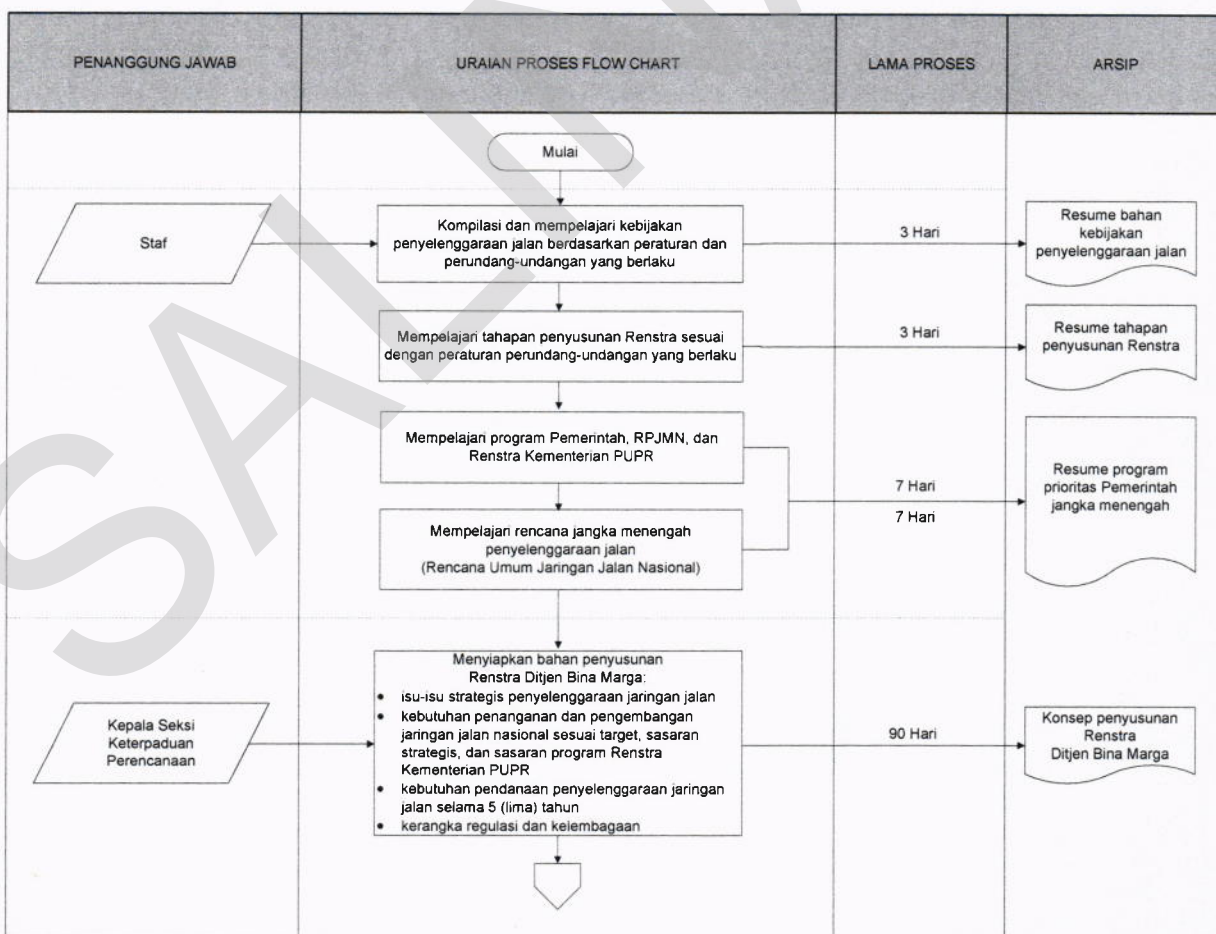 PENANGGUNG JAWAB
URAIAN PROSES FLOW CHART
LAMA PROSES
ARSIP
Mulai
Staf
Kompilasi dan mempelajari kebijakan
penyelenggaraan jalan berdasarkan peraturan dan
perundang-undangan yang berlaku
3 Hari
Resume bahan
kebijakan
penyelenggaraan jalan
Mempelajari tahapan penyusunan Renstra sesuai
dengan peraturan perundang-undangan yang berlaku
3 Hari
Resume tahapan
penyusunan Renstra
Mempelajari program Pemerintah, RPJMN, dan
Renstra Kementerian PUPR
7 Hari
7 Hari
Resume program
prioritas Pemerintah
jangka menengah
Mempelajari rencana jangka menengah
penyelenggaraan jalan
(Rencana Umum Jaringan Jalan Nasional)
Kepala Seksi
Keterpaduan
Perencanaan
Menyiapkan bahan penyusunan
Renstra Ditjen Bina Marga:
• isu-isu strategis penyelenggaraan jaringan jalan
• kebutuhan penanganan dan pengembangan
jaringan jalan nasional sesuai target, sasaran
strategis, dan sasaran program Renstra
Kementerian PUPR
• kebutuhan pendanaan penyelenggaraan jaringan
jalan selama 5 (lima) tahun
• kerangka regulasi dan kelembagaan
90 Hari
Konsep penyusunan
Renstra
Ditjen Bina Marga